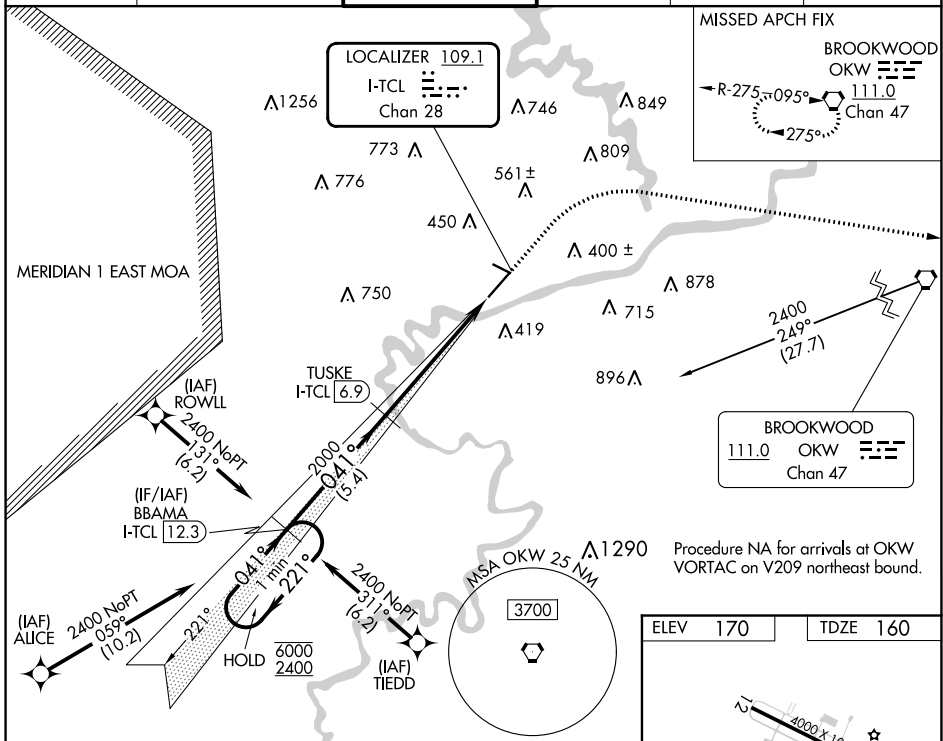 MISSED APCH FIX
BROOKWOOD
OKW
R-275 095°
111.0
Chan 47
275°
LOCALIZER 109.1
I-TCL
Chan 28
1256
746
849
773
809
776
561±
450
400 ±
MERIDIAN 1 EAST MOA
750
878
715
419
2400
249°
(27.7)
896
TUSKE
I-TCL 6.9
(IAF)
ROWLL
2400 NoPT
131°
(6.2)
2000
041°
(5.4)
BROOKWOOD
111.0 OKW
Chan 47
(IF/IAF)
BBAMA
I-TCL 12.3
041°
1 min
221°
221°
2400 NoPT
311°
(6.2)
(IAF)
TIEDD
1290
Procedure NA for arrivals at OKW
VORTAC on V209 northeast bound.
MSA OKW 25 NM
3700
(IAF)
ALICE
2400 NoPT
059°
(10.2)
HOLD
6000
2400
ELEV 170
TDZE 160
12